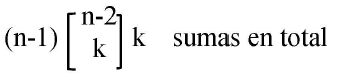 (n-1) [n-2 k] k sumas en total